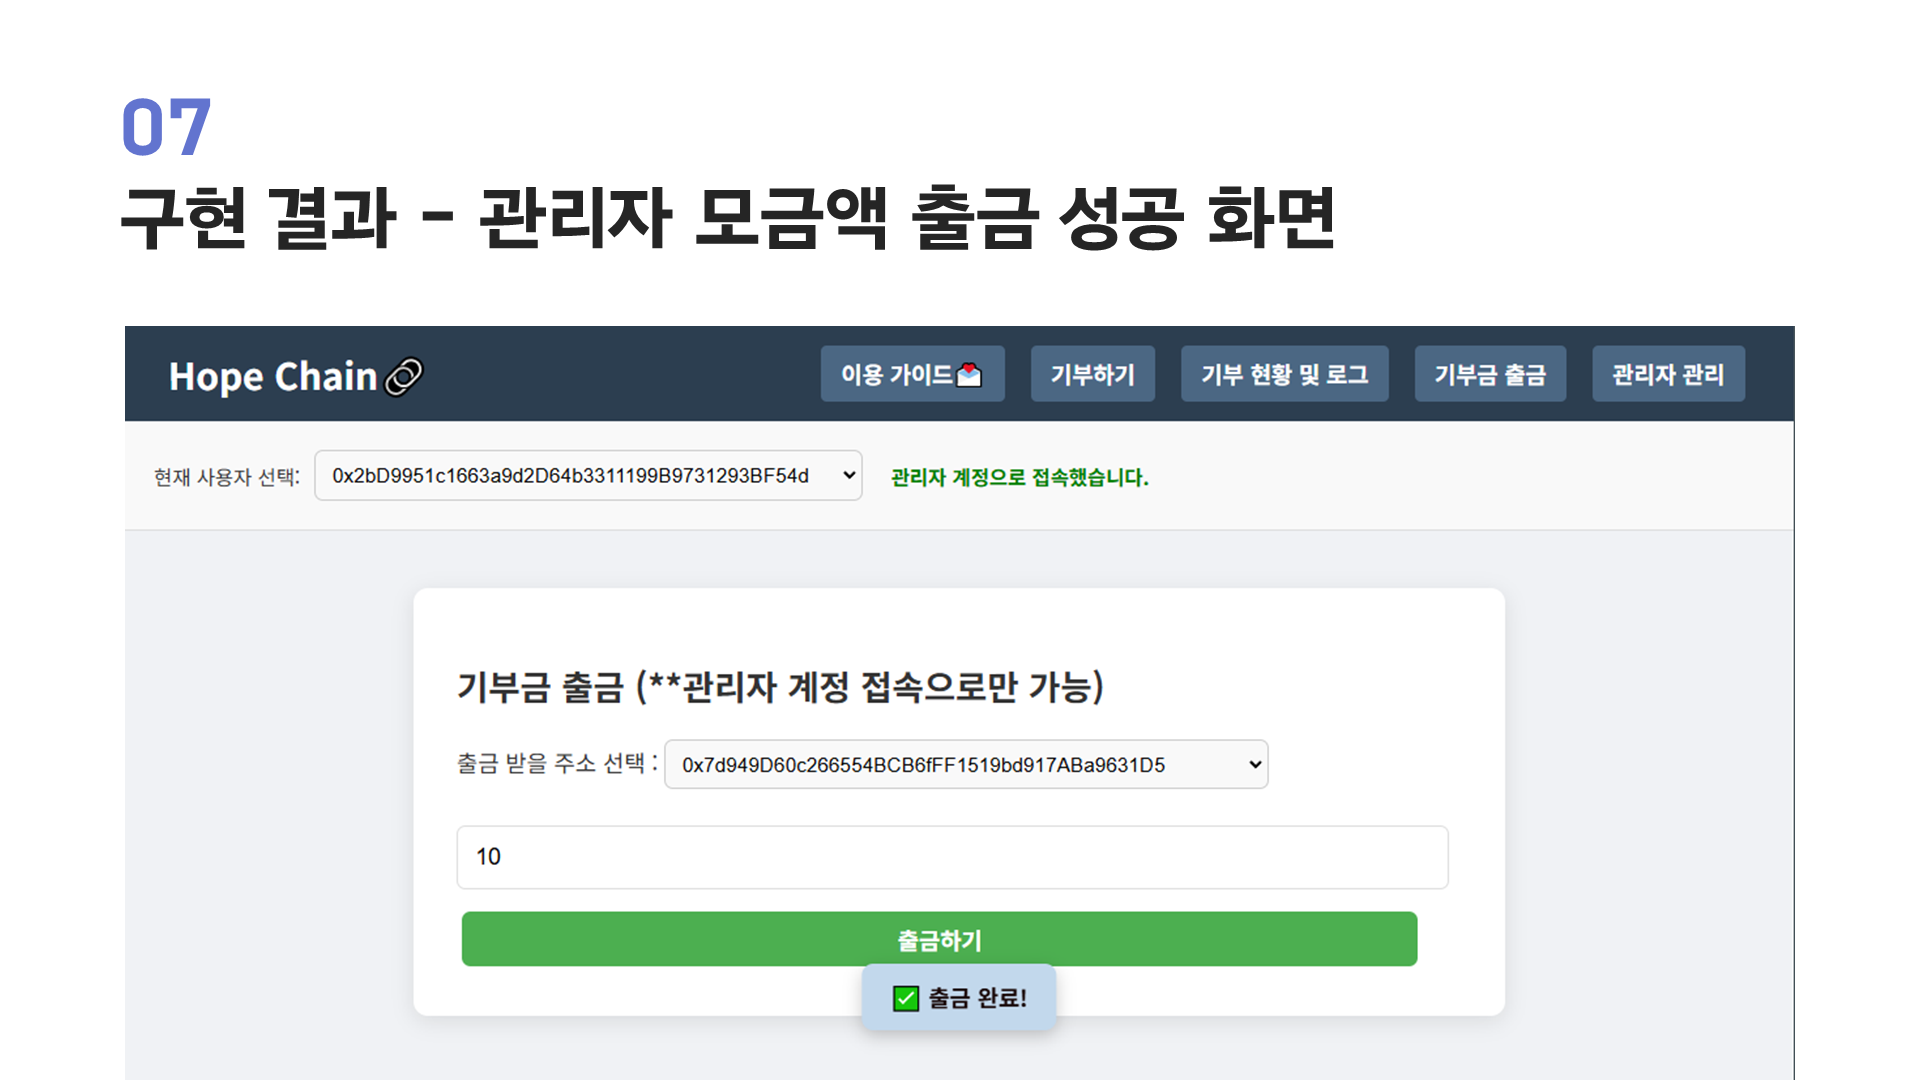 07
구현 결과 - 관리자 모금액 출금 성공 화면
Hope Chain
이용 가이드 기부하기 기부 현황 및 로그 기부금 출금 관리자 관리
현재 사용자 선택: 0x2bD9951c1663a9d2D64b3311199B9731293BF54d 관리자 계정으로 접속했습니다.
기부금 출금 (**관리자 계정 접속으로만 가능)
출금 받을 주소 선택 : 0x7d949D60c266554BCB6fFF1519bd917ABa9631D5
10
출금하기
출금 완료!